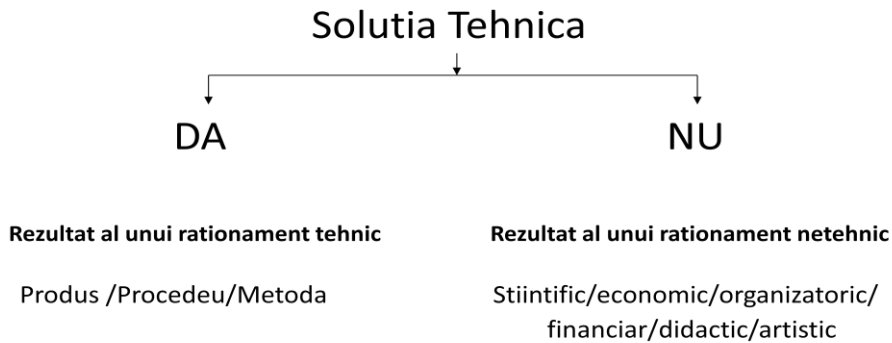 Solutia Tehnica
DA
NU
Rezultat al unui rationament tehnic
Rezultat al unui rationament netehnic
Produs /Procedeu/Metoda
Stiintific/economic/organizatoric/
financiar/didactic/artistic